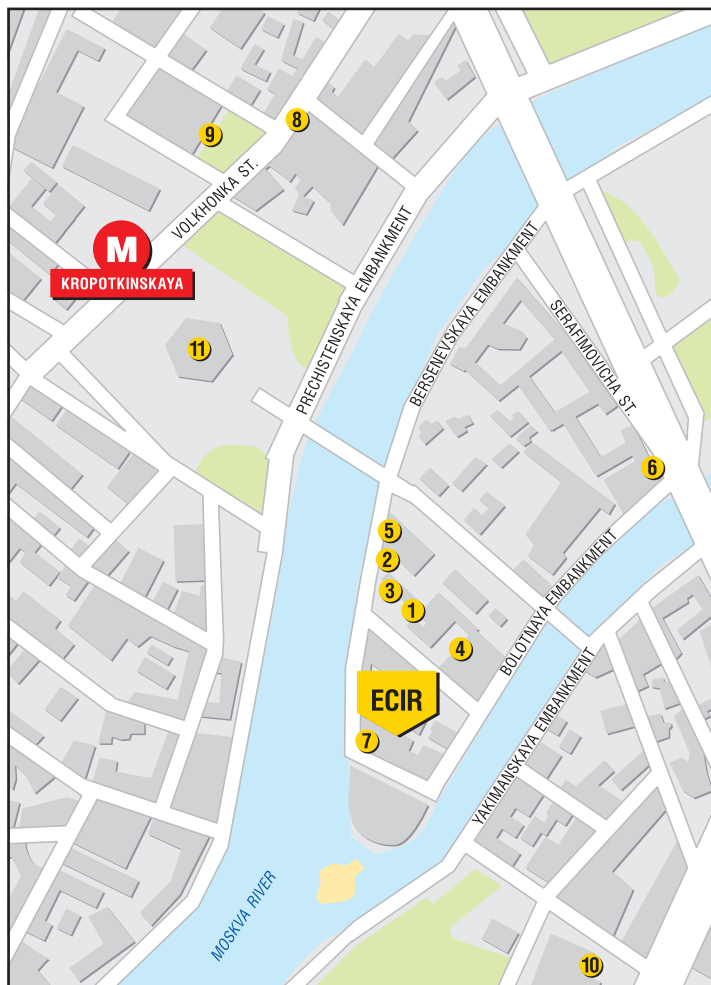 8
9
VOLKHONKA ST.
M
KROPOTKINSKAYA
PRECHISTENSKAYA EMBANKMENT
BERSENEVSKAYA EMBANKMENT
SERAFIMOVICHA ST.
11
6
5
2
3
1
4
BOLOTNAYA EMBANKMENT
ECIR
7
YAKIMANSKAYA EMBANKMENT
MOSKVA RIVER
10